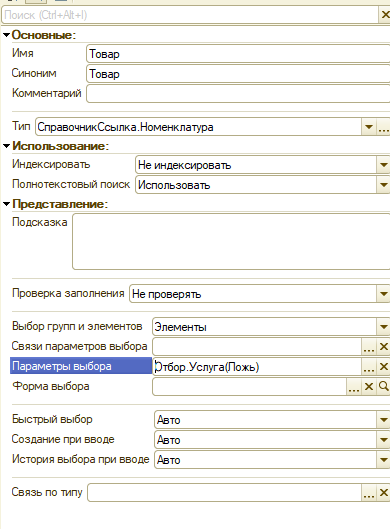 Поиск (Ctrl+Alt+I)
Основные:
Имя Товар
Синоним Товар
Комментарий
Тип СправочникСсылка.Номенклатура
Использование:
Индексировать Не индексировать
Полнотекстовый поиск Использовать
Представление:
Подсказка
Проверка заполнения Не проверять
Выбор групп и элементов Элементы
Связи параметров выбора
Параметры выбора Отбор.Услуга(Ложь)
Форма выбора
Быстрый выбор Авто
Создание при вводе Авто
История выбора при вводе Авто
Связь по типу